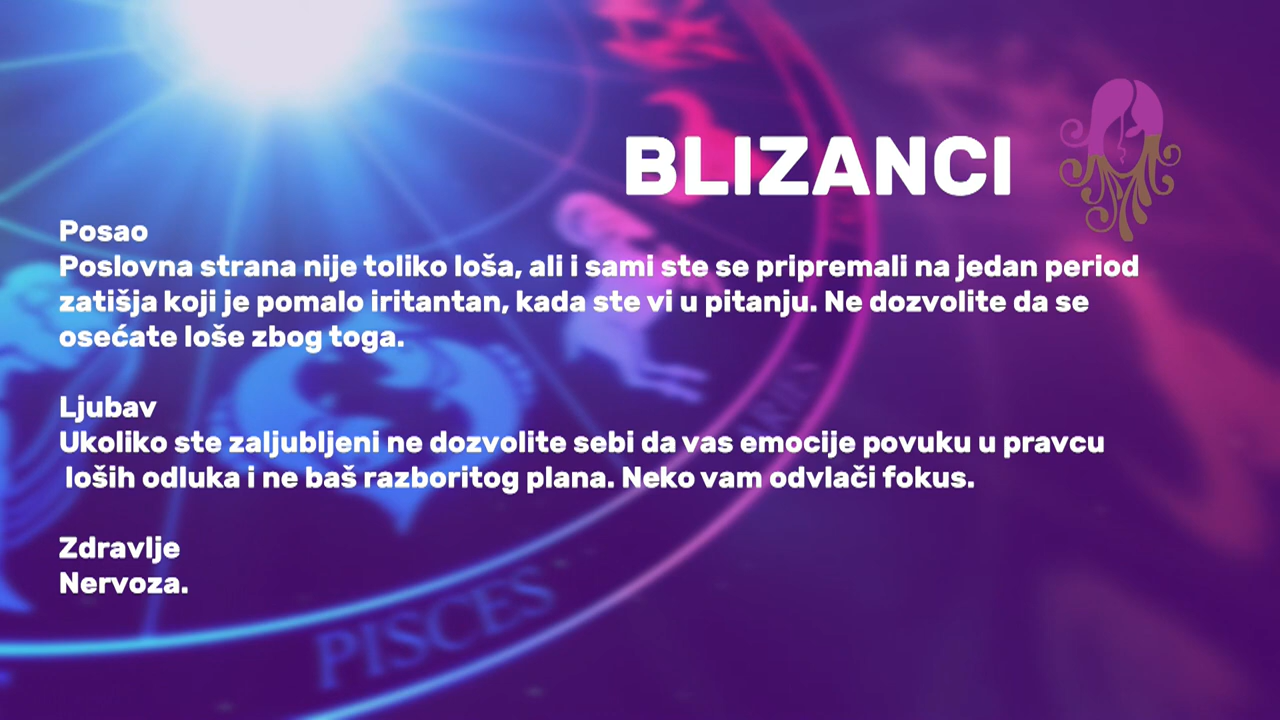 BLIZANCI
Posao
Poslovna strana nije toliko loša, ali i sami ste se pripremali na jedan period
zatišja koji je pomalo iritantan, kada ste vi u pitanju. Ne dozvolite da se
osećate loše zbog toga.
Ljubav
Ukoliko ste zaljubljeni ne dozvolite sebi da vas emocije povuku u pravcu
loših odluka i ne baš razboritog plana. Neko vam odvlači fokus.
Zdravlje
Nervoza.
ARIES
PISCES